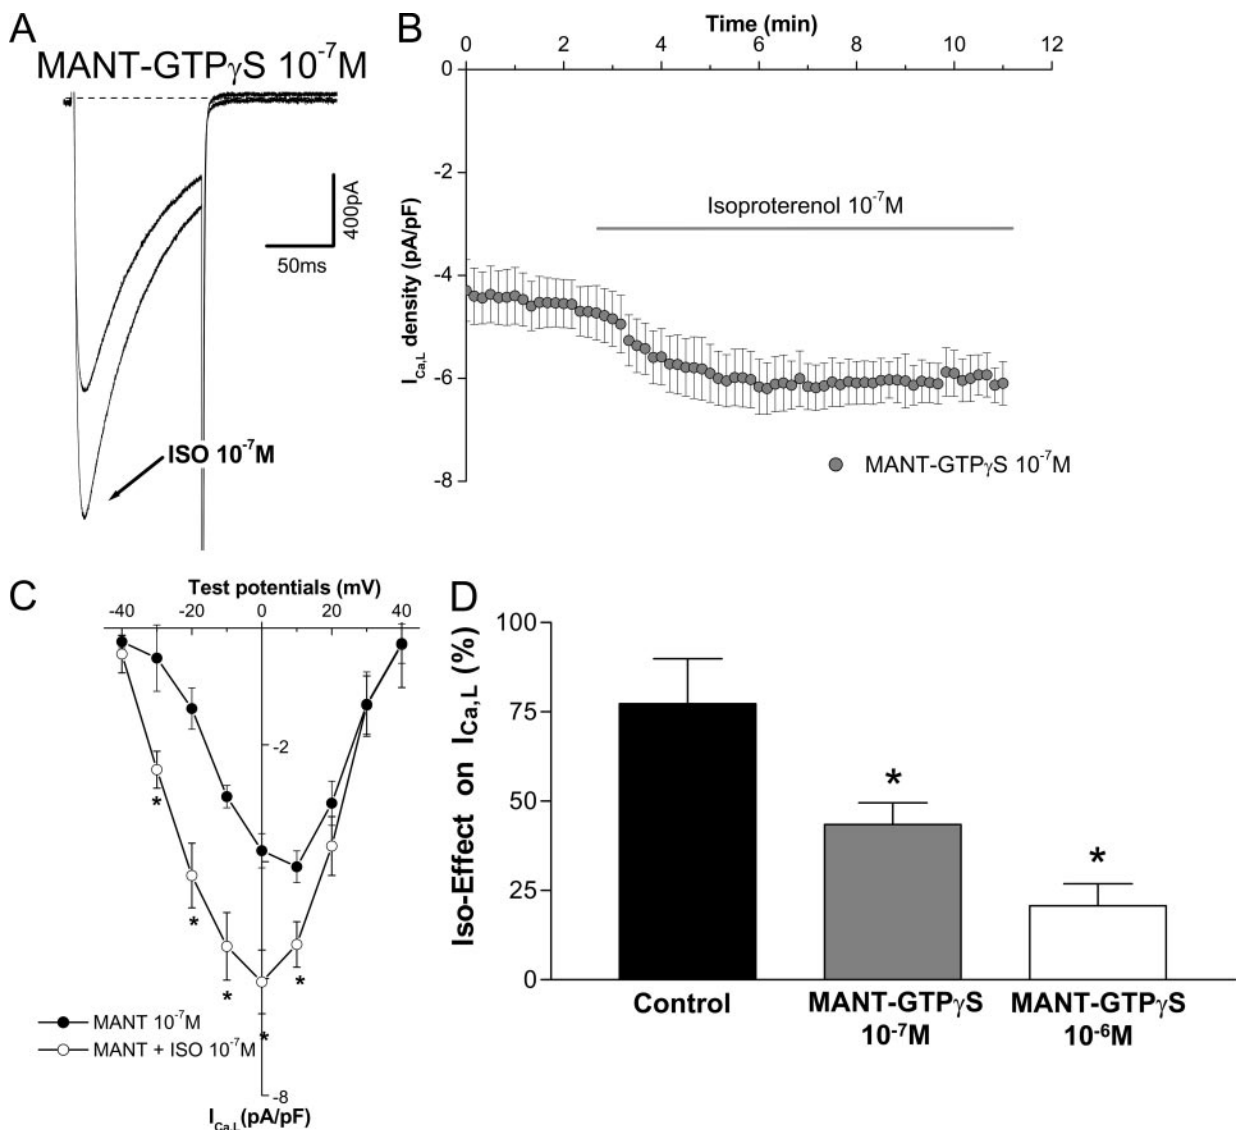 A
MANT-GTPγS 10⁻⁷M
400pA
50ms
ISO 10⁻⁷M
B
Time (min)
0 2 4 6 8 10 12
0
-2
-4
-6
-8
I_Ca,L density (pA/pF)
Isoproterenol 10⁻⁷M
MANT-GTPγS 10⁻⁷M
C
Test potentials (mV)
-40 -20 0 20 40
-2
-8
* * * * *
MANT 10⁻⁷M
MANT + ISO 10⁻⁷M
I_Ca,L(pA/pF)
D
Iso-Effect on I_Ca,L (%)
100
75
50
25
0
*
*
Control
MANT-GTPγS
10⁻⁷M
MANT-GTPγS
10⁻⁶M